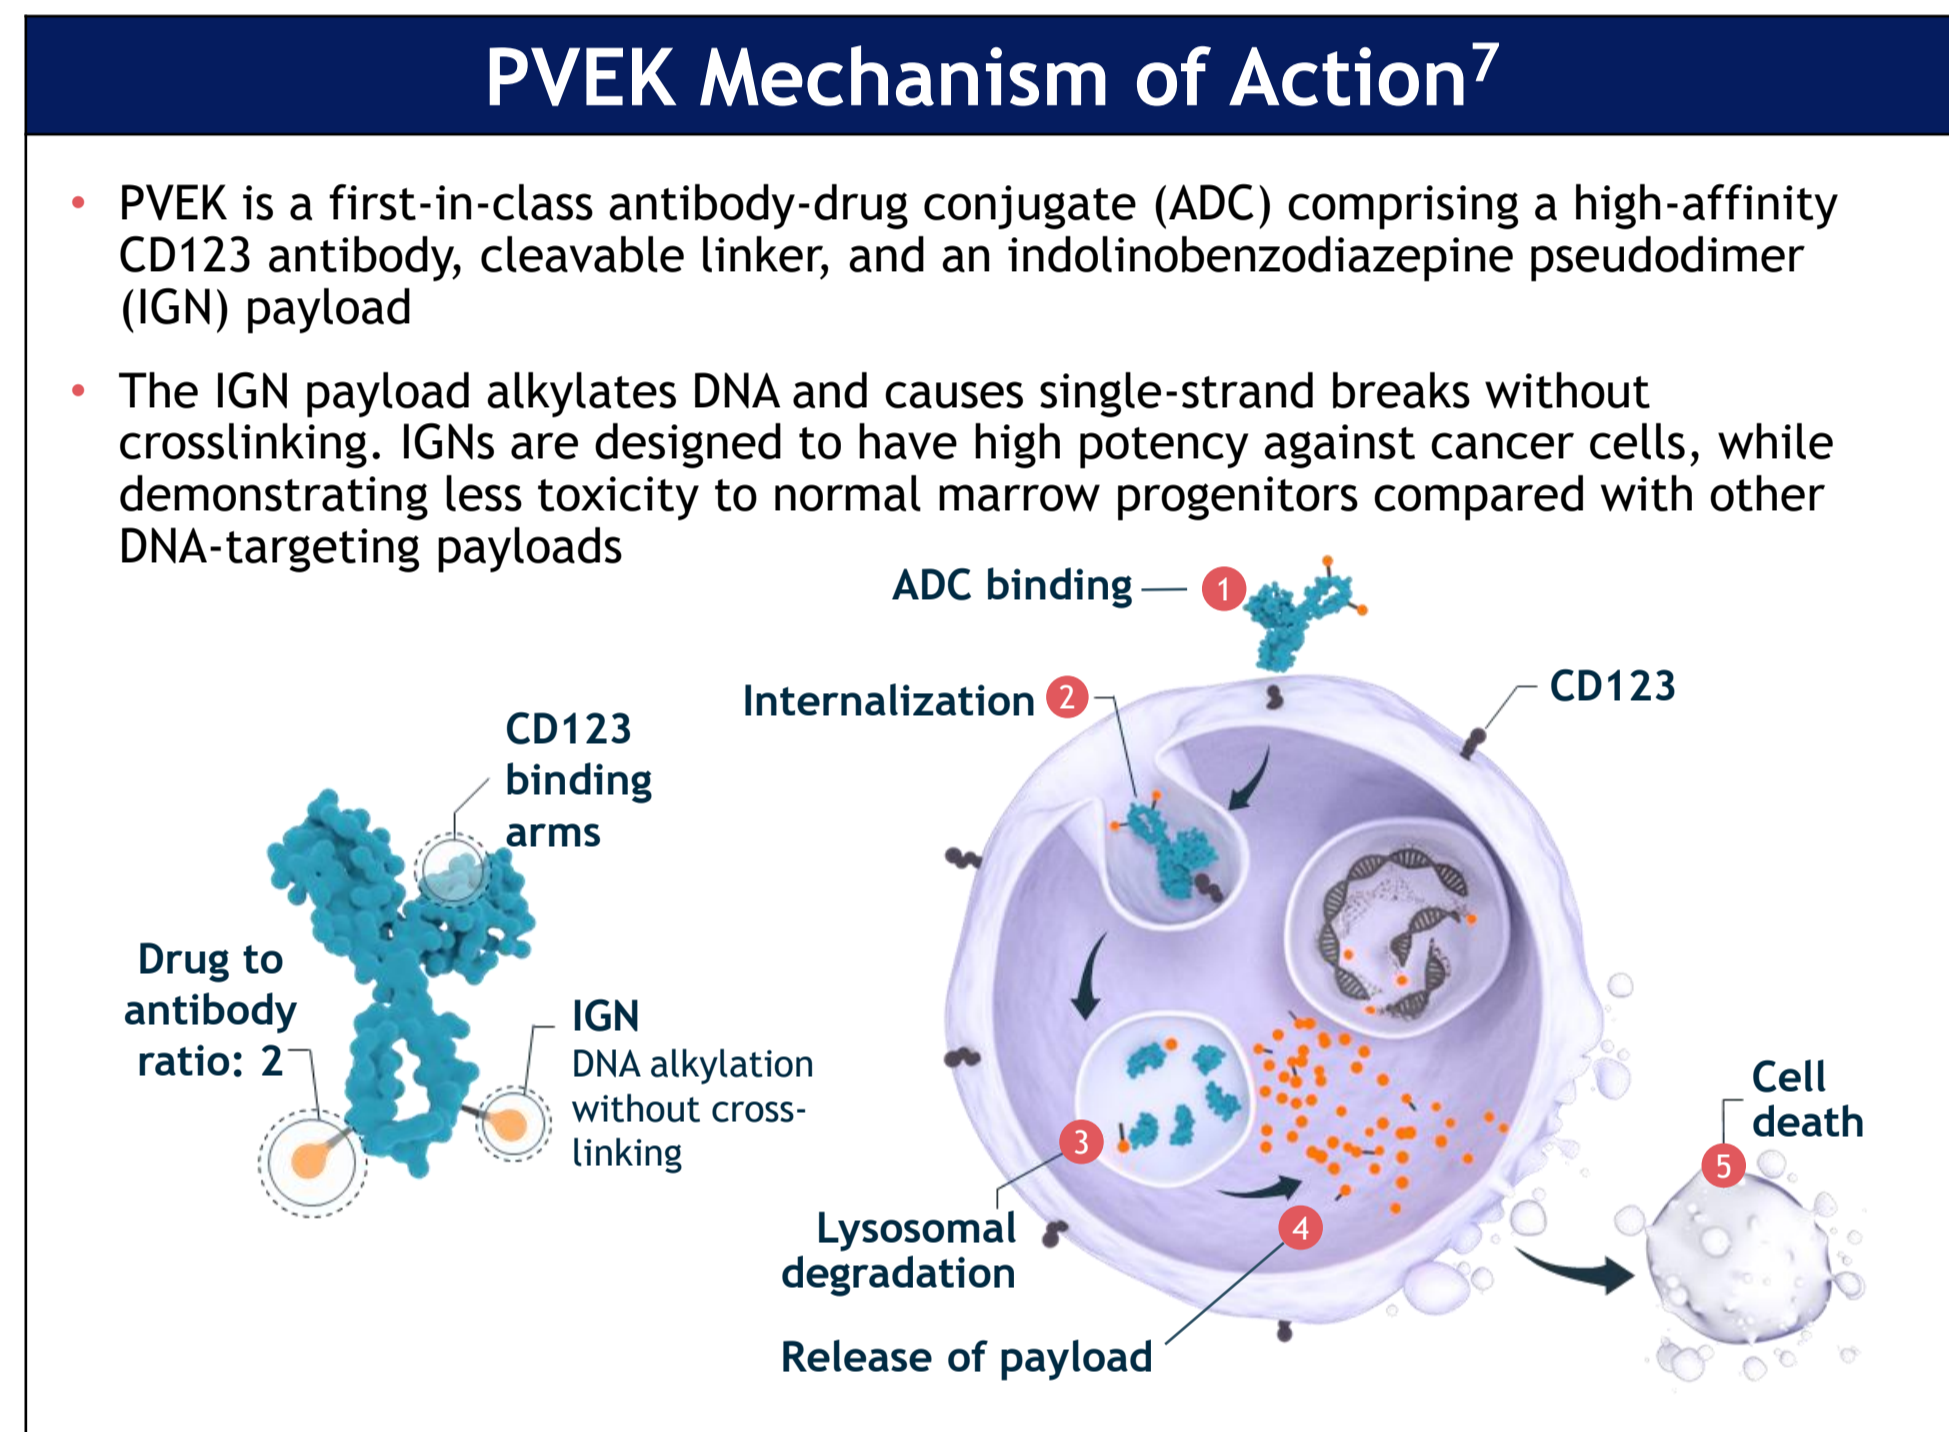 PVEK Mechanism of Action⁷
• PVEK is a first-in-class antibody-drug conjugate (ADC) comprising a high-affinity
CD123 antibody, cleavable linker, and an indolinobenzodiazepine pseudodimer
(IGN) payload
• The IGN payload alkylates DNA and causes single-strand breaks without
crosslinking. IGNs are designed to have high potency against cancer cells, while
demonstrating less toxicity to normal marrow progenitors compared with other
DNA-targeting payloads
ADC binding
1
Internalization
2
CD123
CD123
binding
arms
Drug to
antibody
ratio: 2
IGN
DNA alkylation
without cross-
linking
3
Lysosomal
degradation
4
Release of payload
Cell
death
5